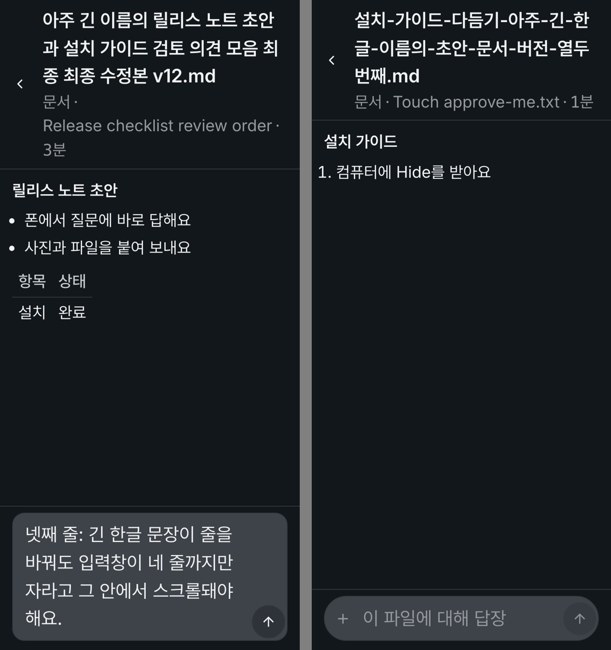 아주 긴 이름의 릴리스 노트 초안
과 설치 가이드 검토 의견 모음 최
종 최종 수정본 v12.md
문서 ·
Release checklist review order ·
3분
릴리스 노트 초안
• 폰에서 질문에 바로 답해요
• 사진과 파일을 붙여 보내요
항목 상태
설치 완료
넷째 줄: 긴 한글 문장이 줄을
바꿔도 입력창이 네 줄까지만
자라고 그 안에서 스크롤돼야
해요.
설치-가이드-다듬기-아주-긴-한
글-이름의-초안-문서-버전-열두
번째.md
문서 · Touch approve-me.txt · 1분
설치 가이드
1. 컴퓨터에 Hide를 받아요
이 파일에 대해 답장